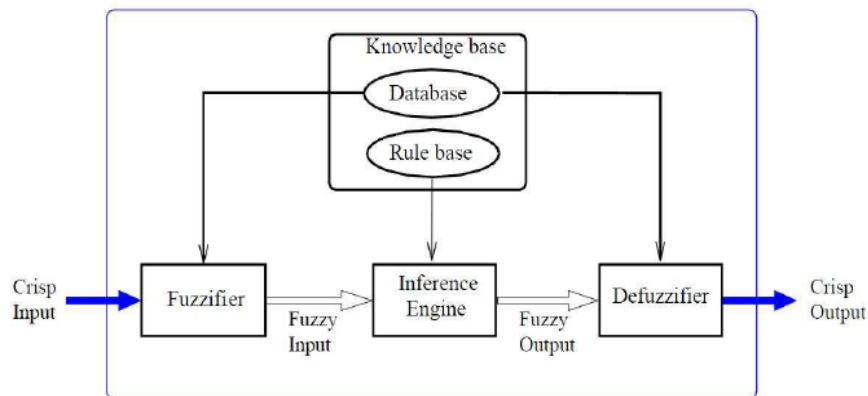 Knowledge base
Database
Rule base
Crisp
Input
Fuzzifier
Fuzzy
Input
Inference
Engine
Fuzzy
Output
Defuzzifier
Crisp
Output